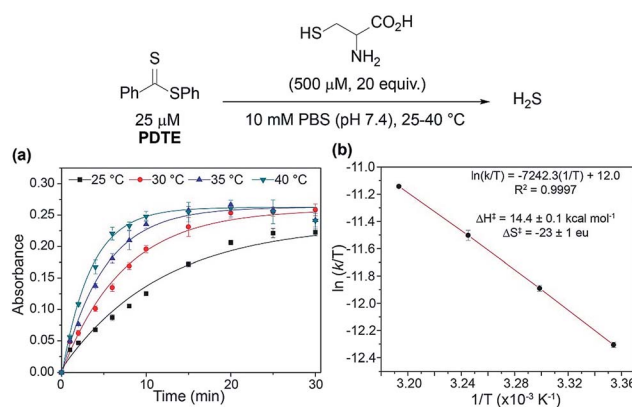 S
HS
CO₂H
NH₂
Ph
SPh
(500 μM, 20 equiv.)
H₂S
25 μM
10 mM PBS (pH 7.4), 25-40 °C
PDTE
(a)
25 °C 30 °C 35 °C 40 °C
0.30
0.25
0.20
0.15
0.10
0.05
0.00
Absorbance
0 5 10 15 20 25 30
Time (min)
(b)
-11.0
-11.2
-11.4
-11.6
-11.8
-12.0
-12.2
-12.4
ln (k/T)
ln(k/T) = -7242.3(1/T) + 12.0
R² = 0.9997
ΔH‡ = 14.4 ± 0.1 kcal mol⁻¹
ΔS‡ = -23 ± 1 eu
3.20 3.24 3.28 3.32 3.36
1/T (x10⁻³ K⁻¹)